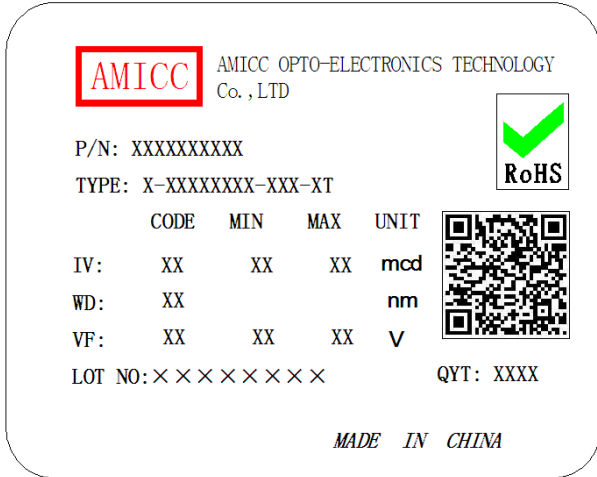 AMICC
AMICC OPTO-ELECTRONICS TECHNOLOGY
Co.,LTD
RoHS
P/N: XXXXXXXXXX
TYPE: X-XXXXXXXX-XXX-XT
CODE MIN MAX UNIT
IV: XX XX XX mcd
WD: XX nm
VF: XX XX XX V
LOT NO:×××××××× QYT: XXXX
MADE IN CHINA